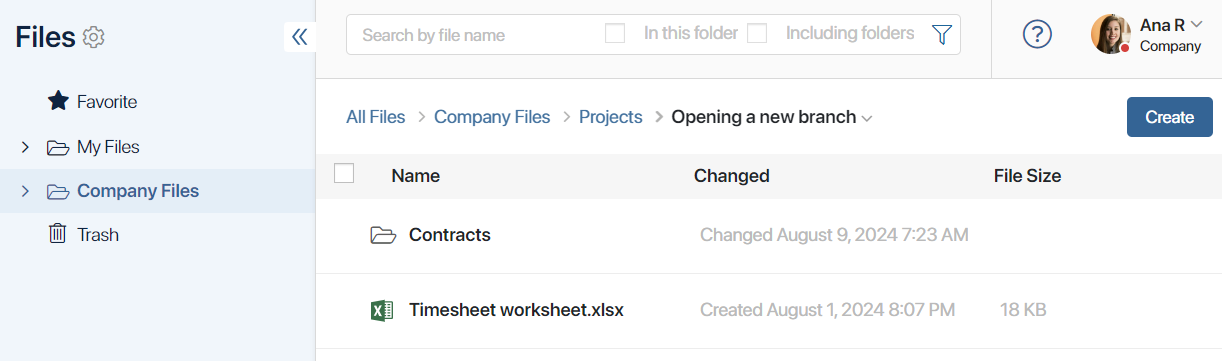 Files
Search by file name In this folder Including folders
? Ana R
Company
Favorite
My Files
Company Files
Trash
All Files > Company Files > Projects > Opening a new branch
Create
Name Changed File Size
Contracts Changed August 9, 2024 7:23 AM
Timesheet worksheet.xlsx Created August 1, 2024 8:07 PM 18 KB